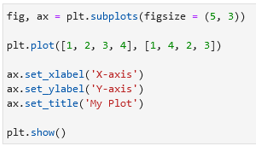 fig, ax = plt.subplots(figsize = (5, 3))
plt.plot([1, 2, 3, 4], [1, 4, 2, 3])
ax.set_xlabel('X-axis')
ax.set_ylabel('Y-axis')
ax.set_title('My Plot')
plt.show()